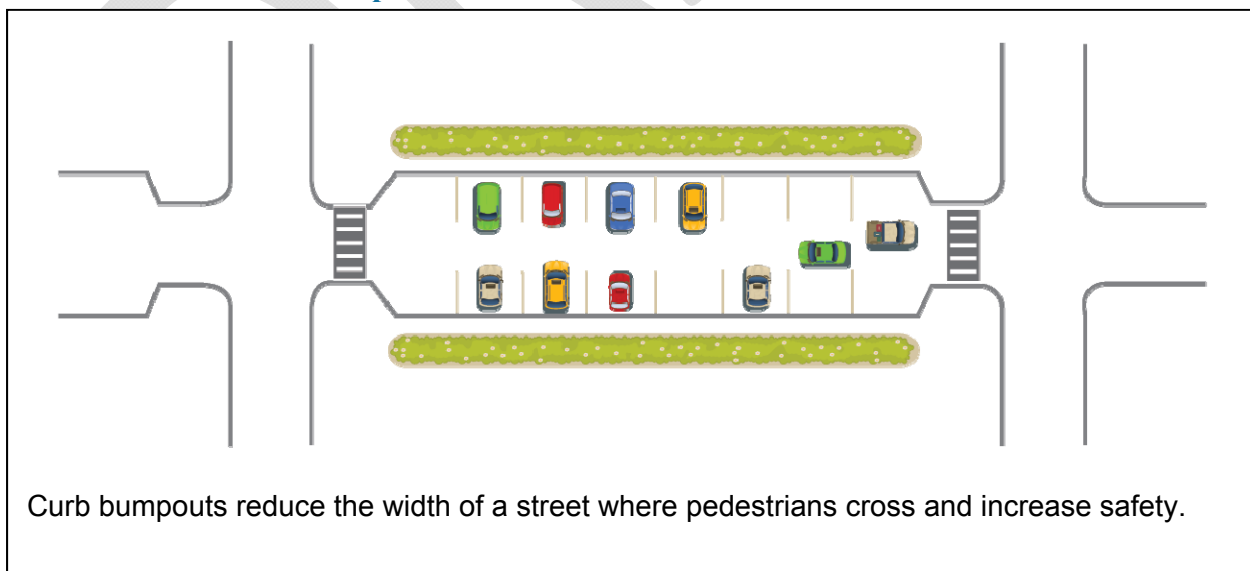 Curb bumpouts reduce the width of a street where pedestrians cross and increase safety.